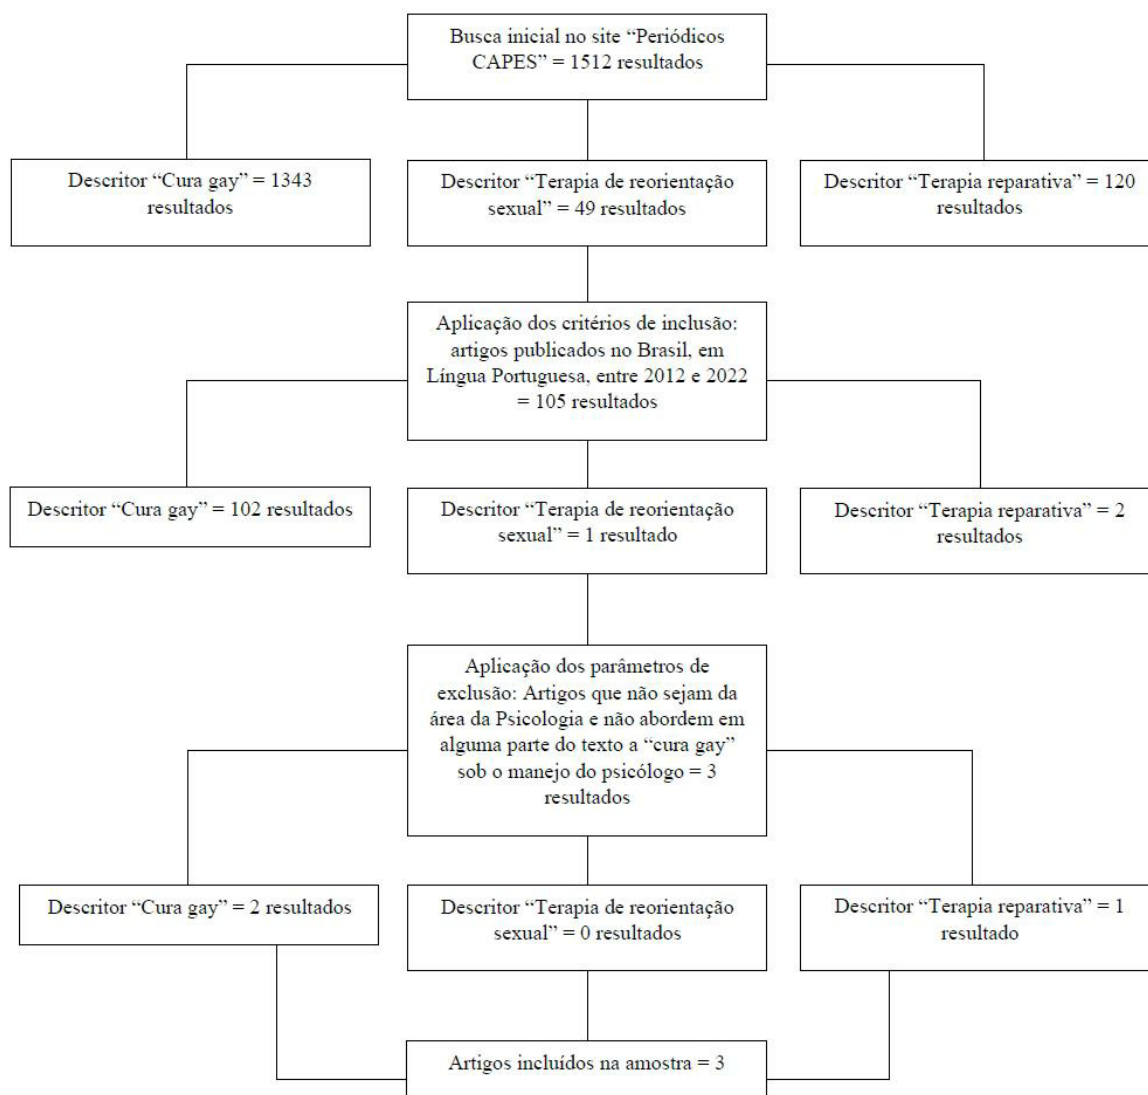 Busca inicial no site “Periódicos
CAPES” = 1512 resultados
Descritor “Cura gay” = 1343
resultados
Descritor “Terapia de reorientação
sexual” = 49 resultados
Descritor “Terapia reparativa” = 120
resultados
Aplicação dos critérios de inclusão:
artigos publicados no Brasil, em
Língua Portuguesa, entre 2012 e 2022
= 105 resultados
Descritor “Cura gay” = 102 resultados
Descritor “Terapia de reorientação
sexual” = 1 resultado
Descritor “Terapia reparativa” = 2
resultados
Aplicação dos parâmetros de
exclusão: Artigos que não sejam da
área da Psicologia e não abordem em
alguma parte do texto a “cura gay”
sob o manejo do psicólogo = 3
resultados
Descritor “Cura gay” = 2 resultados
Descritor “Terapia de reorientação
sexual” = 0 resultados
Descritor “Terapia reparativa” = 1
resultado
Artigos incluídos na amostra = 3